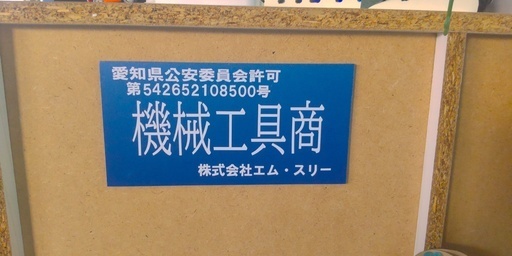 愛知県公安委員会許可
第542652108500号
機械工具商
株式会社エム・スリー